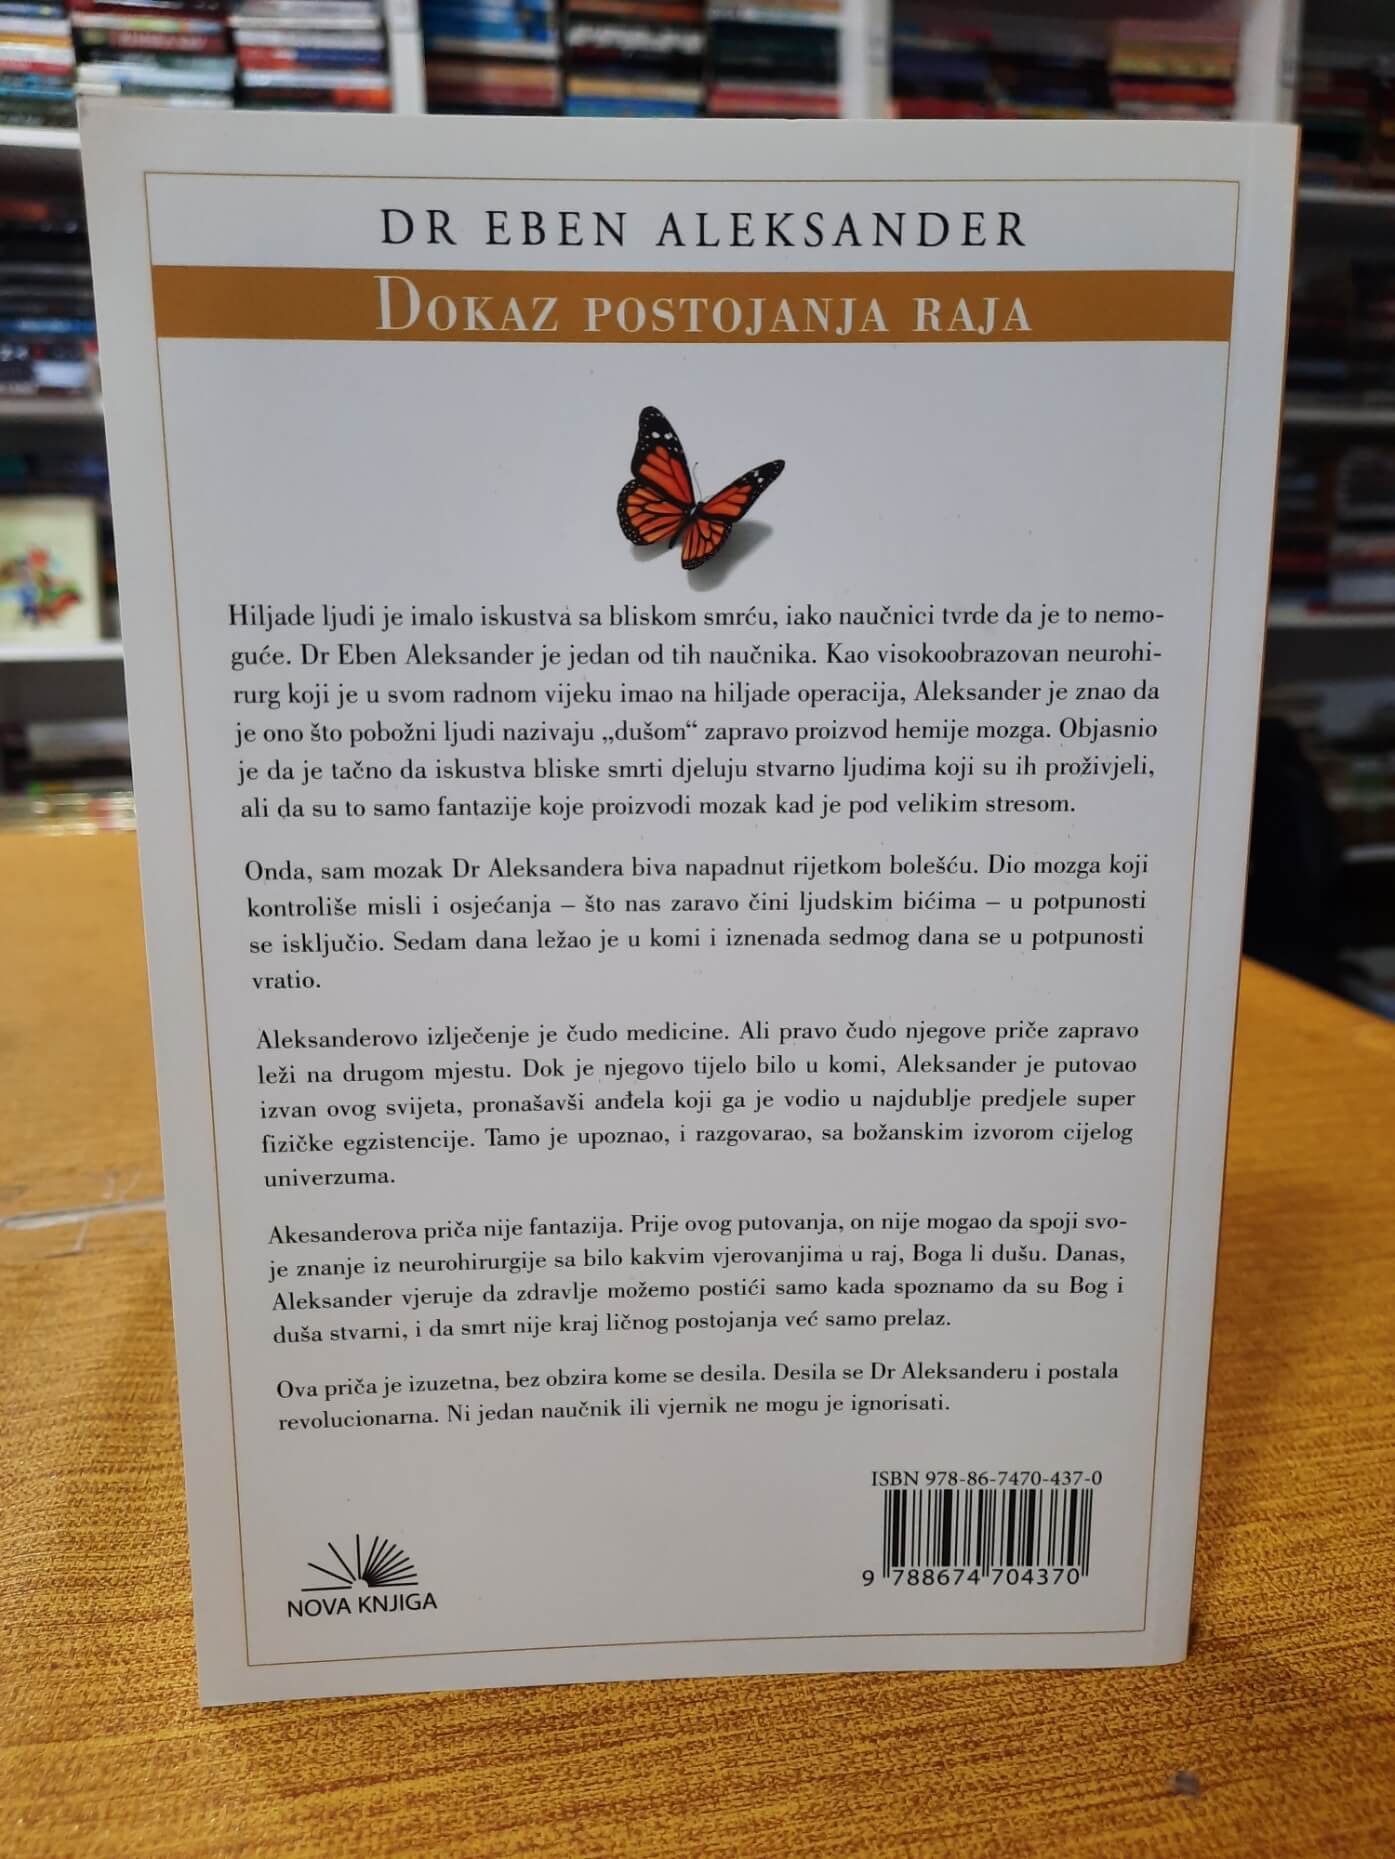 DR EBEN ALEKSANDER
DOKAZ POSTOJANJA RAJA
Hiljade ljudi je imalo iskustva sa bliskom smrću, iako naučnici tvrde da je to nemo-
guće. Dr Eben Aleksander je jedan od tih naučnika. Kao visokoobrazovan neurohi-
rurg koji je u svom radnom vijeku imao na hiljade operacija, Aleksander je znao da
je ono što pobožni ljudi nazivaju „dušom“ zapravo proizvod hemije mozga. Objasnio
je da je tačno da iskustva bliske smrti djeluju stvarno ljudima koji su ih proživjeli,
ali da su to samo fantazije koje proizvodi mozak kad je pod velikim stresom.
Onda, sam mozak Dr Aleksandera biva napadnut rijetkom bolešću. Dio mozga koji
kontroliše misli i osjećanja – što nas zaravo čini ljudskim bićima – u potpunosti
se isključio. Sedam dana ležao je u komi i iznenada sedmog dana se u potpunosti
vratio.
Aleksanderovo izlječenje je čudo medicine. Ali pravo čudo njegove priče zapravo
leži na drugom mjestu. Dok je njegovo tijelo bilo u komi, Aleksander je putovao
izvan ovog svijeta, pronašavši anđela koji ga je vodio u najdublje predjele super
fizičke egzistencije. Tamo je upoznao, i razgovarao, sa božanskim izvorom cijelog
univerzuma.
Akesanderova priča nije fantazija. Prije ovog putovanja, on nije mogao da spoji svo-
je znanje iz neurohirurgije sa bilo kakvim vjerovanjima u raj, Boga li dušu. Danas,
Aleksander vjeruje da zdravlje možemo postići samo kada spoznamo da su Bog i
duša stvarni, i da smrt nije kraj ličnog postojanja već samo prelaz.
Ova priča je izuzetna, bez obzira kome se desila. Desila se Dr Aleksanderu i postala
revolucionarna. Ni jedan naučnik ili vjernik ne mogu je ignorisati.
ISBN 978-86-7470-437-0
9 788674 704370
NOVA KNJIGA